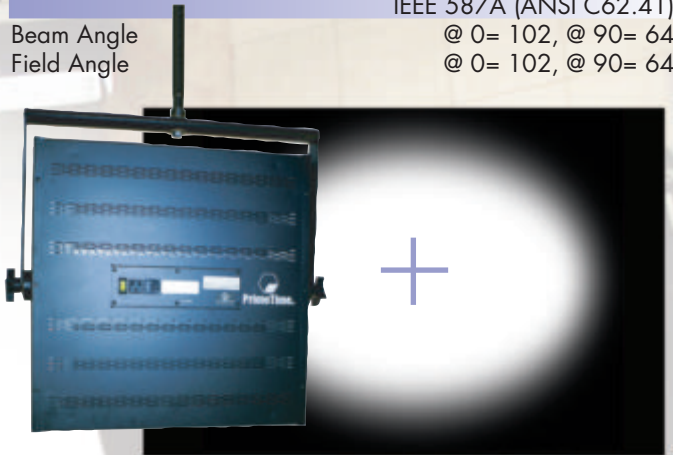 IEEE 587A (ANSI C62.41)
Beam Angle @ 0= 102, @ 90= 64
Field Angle @ 0= 102, @ 90= 64
PrimeTime